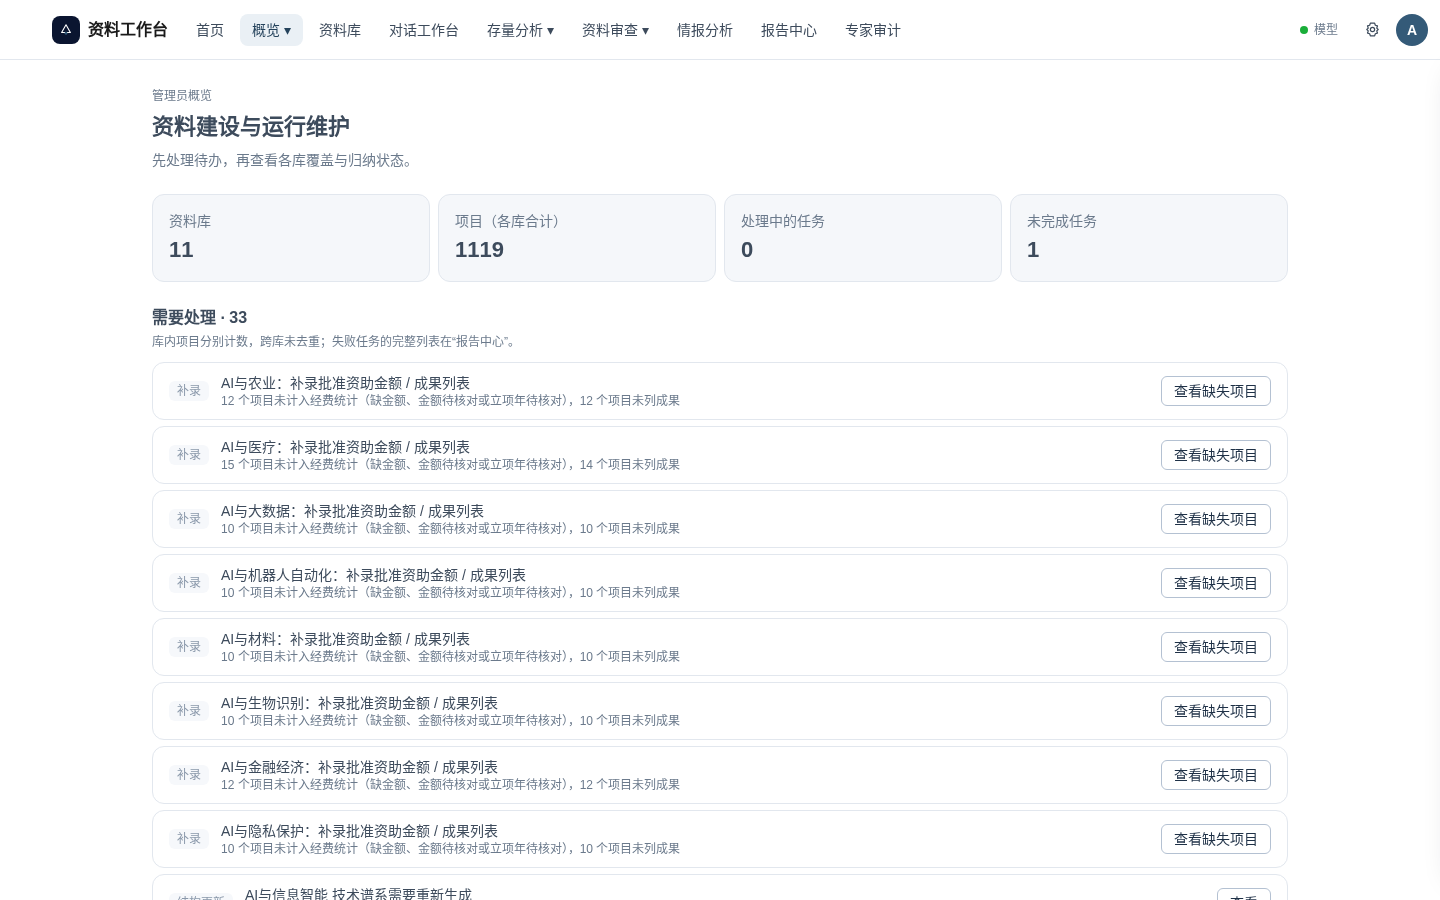 资料工作台
首页
概览 ▾
资料库
对话工作台
存量分析 ▾
资料审查 ▾
情报分析
报告中心
专家审计
模型
A
管理员概览
资料建设与运行维护
先处理待办，再查看各库覆盖与归纳状态。
资料库
11
项目（各库合计）
1119
处理中的任务
0
未完成任务
1
需要处理 · 33
库内项目分别计数，跨库未去重；失败任务的完整列表在“报告中心”。
补录
AI与农业：补录批准资助金额 / 成果列表
12 个项目未计入经费统计（缺金额、金额待核对或立项年待核对），12 个项目未列成果
查看缺失项目
补录
AI与医疗：补录批准资助金额 / 成果列表
15 个项目未计入经费统计（缺金额、金额待核对或立项年待核对），14 个项目未列成果
查看缺失项目
补录
AI与大数据：补录批准资助金额 / 成果列表
10 个项目未计入经费统计（缺金额、金额待核对或立项年待核对），10 个项目未列成果
查看缺失项目
补录
AI与机器人自动化：补录批准资助金额 / 成果列表
10 个项目未计入经费统计（缺金额、金额待核对或立项年待核对），10 个项目未列成果
查看缺失项目
补录
AI与材料：补录批准资助金额 / 成果列表
10 个项目未计入经费统计（缺金额、金额待核对或立项年待核对），10 个项目未列成果
查看缺失项目
补录
AI与生物识别：补录批准资助金额 / 成果列表
10 个项目未计入经费统计（缺金额、金额待核对或立项年待核对），10 个项目未列成果
查看缺失项目
补录
AI与金融经济：补录批准资助金额 / 成果列表
12 个项目未计入经费统计（缺金额、金额待核对或立项年待核对），12 个项目未列成果
查看缺失项目
补录
AI与隐私保护：补录批准资助金额 / 成果列表
10 个项目未计入经费统计（缺金额、金额待核对或立项年待核对），10 个项目未列成果
查看缺失项目
结构更新
AI与信息智能 技术谱系需要重新生成
查看